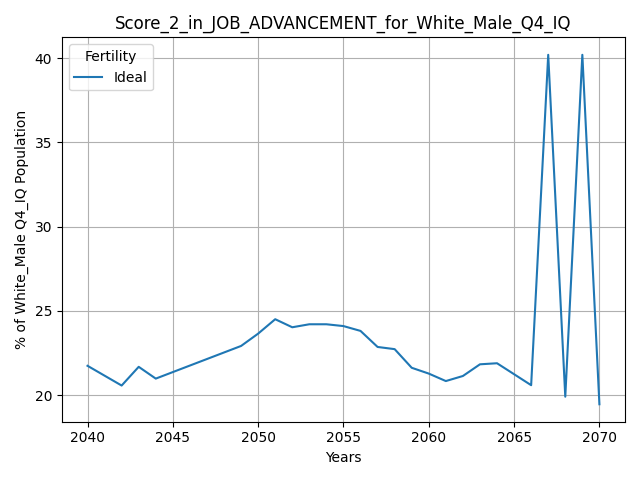 Score_2_in_JOB_ADVANCEMENT_for_White_Male_Q4_IQ
Fertility
Ideal
% of White_Male Q4_IQ Population
40
35
30
25
20
2040 2045 2050 2055 2060 2065 2070
Years